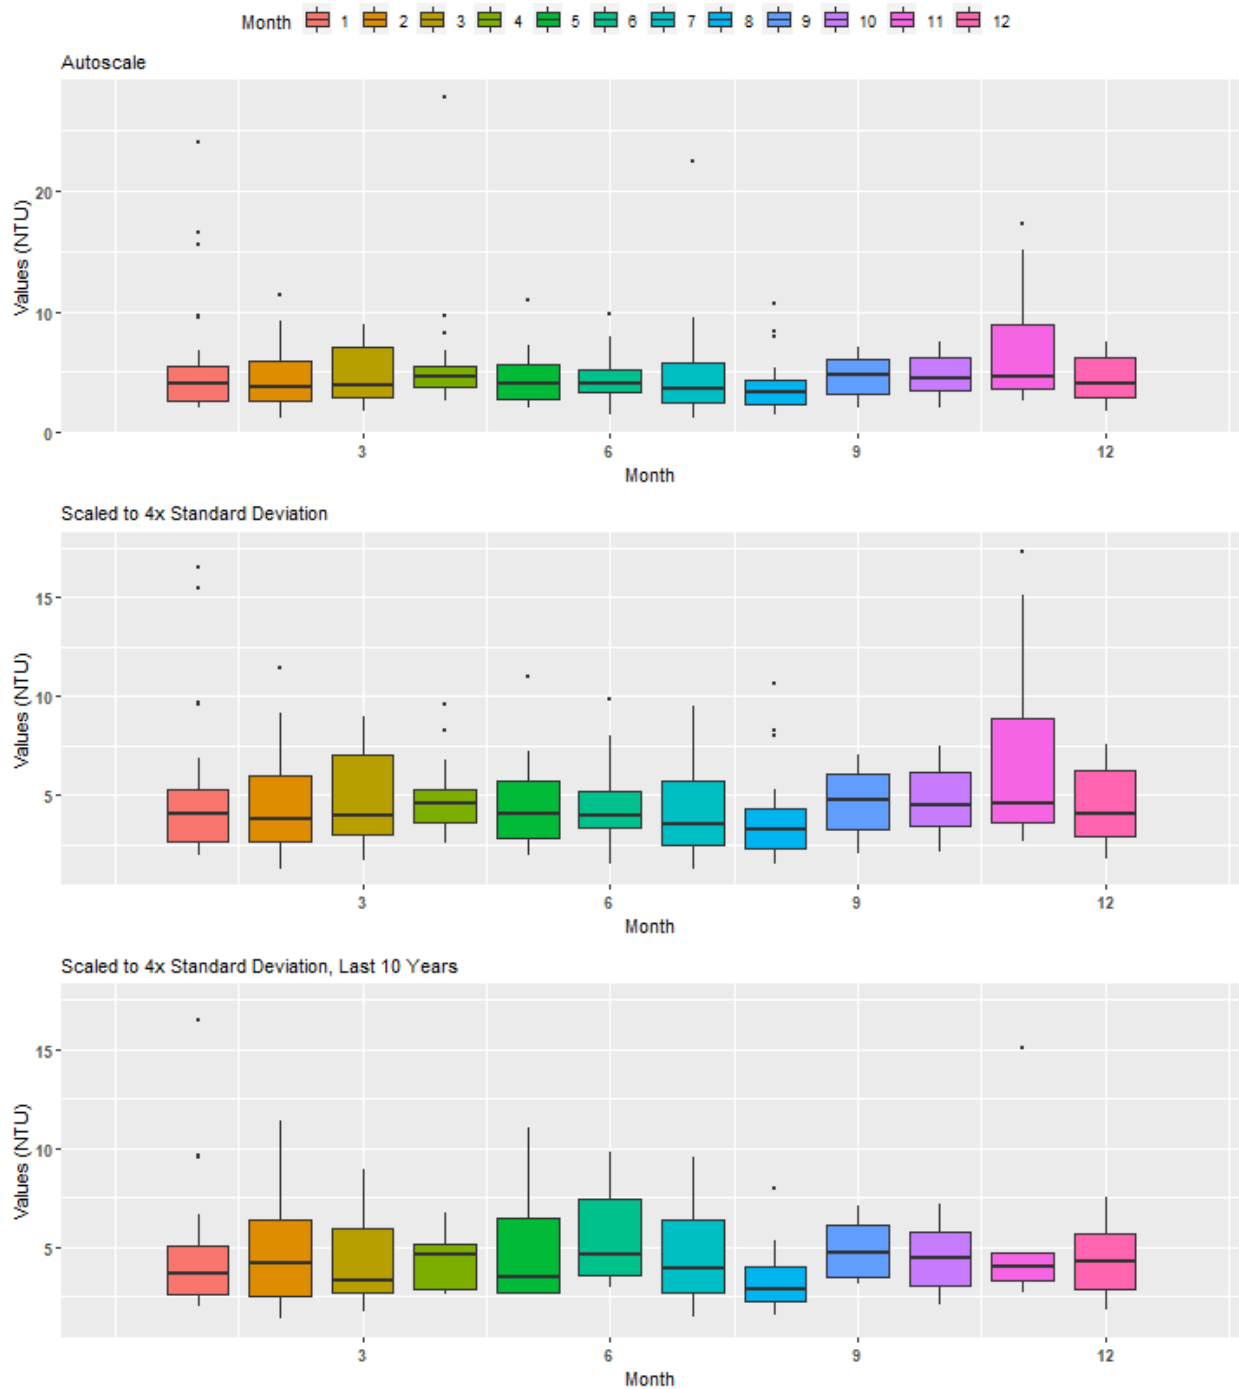 Month 1 2 3 4 5 6 7 8 9 10 11 12
Autoscale
Values (NTU)
20
10
0
3 6 9 12
Month
Scaled to 4x Standard Deviation
Values (NTU)
15
10
5
3 6 9 12
Month
Scaled to 4x Standard Deviation, Last 10 Years
Values (NTU)
15
10
5
3 6 9 12
Month